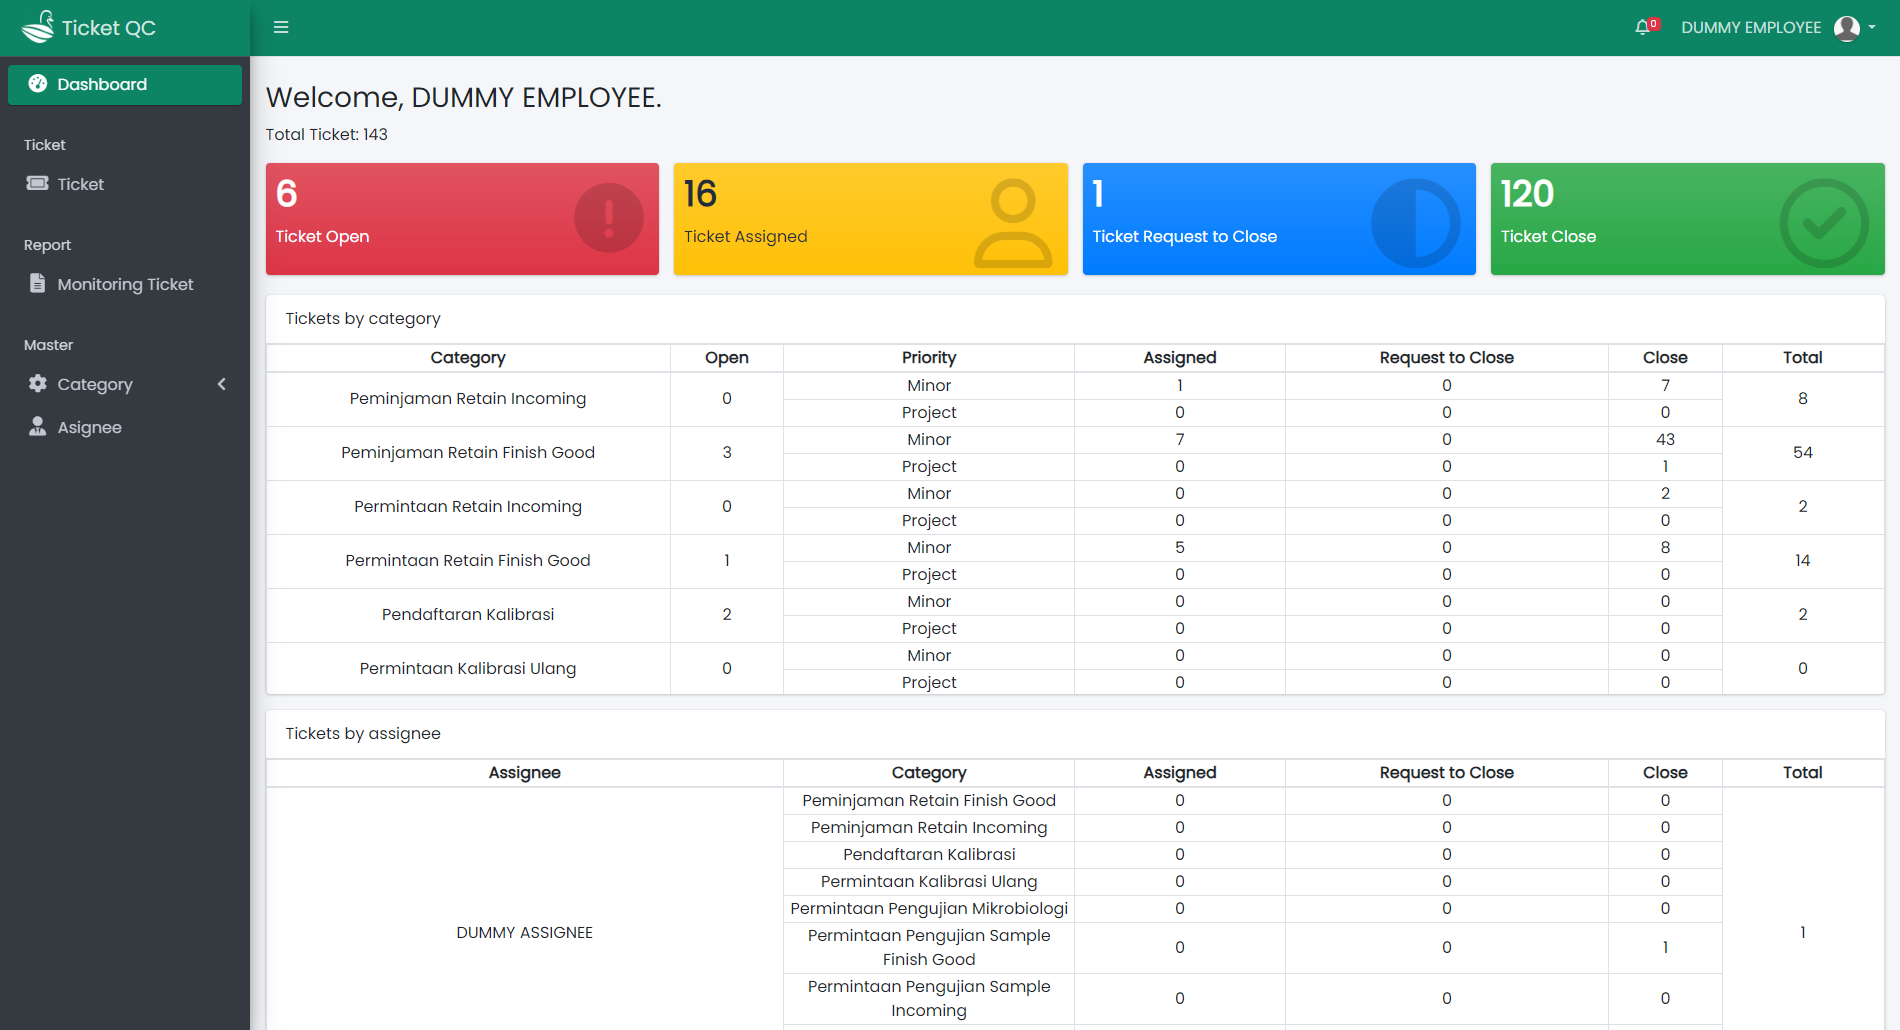 Ticket QC
0
DUMMY EMPLOYEE
Dashboard
Ticket
Ticket
Report
Monitoring Ticket
Master
Category
Asignee
Welcome, DUMMY EMPLOYEE.
Total Ticket: 143
6
Ticket Open
16
Ticket Assigned
1
Ticket Request to Close
120
Ticket Close
Tickets by category
Category Open Priority Assigned Request to Close Close Total
Peminjaman Retain Incoming 0 Minor 1 0 7 8
Project 0 0 0
Peminjaman Retain Finish Good 3 Minor 7 0 43 54
Project 0 0 1
Permintaan Retain Incoming 0 Minor 0 0 2 2
Project 0 0 0
Permintaan Retain Finish Good 1 Minor 5 0 8 14
Project 0 0 0
Pendaftaran Kalibrasi 2 Minor 0 0 0 2
Project 0 0 0
Permintaan Kalibrasi Ulang 0 Minor 0 0 0 0
Project 0 0 0
Tickets by assignee
Assignee Category Assigned Request to Close Close Total
Peminjaman Retain Finish Good 0 0 0
Peminjaman Retain Incoming 0 0 0
Pendaftaran Kalibrasi 0 0 0
Permintaan Kalibrasi Ulang 0 0 0
Permintaan Pengujian Mikrobiologi 0 0 0
DUMMY ASSIGNEE 1
Permintaan Pengujian Sample
Finish Good 0 0 1
Permintaan Pengujian Sample
Incoming 0 0 0